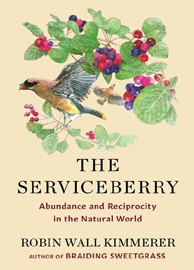 THE
SERVICEBERRY
Abundance and Reciprocity
in the Natural World
ROBIN WALL KIMMERER
AUTHOR OF BRAIDING SWEETGRASS